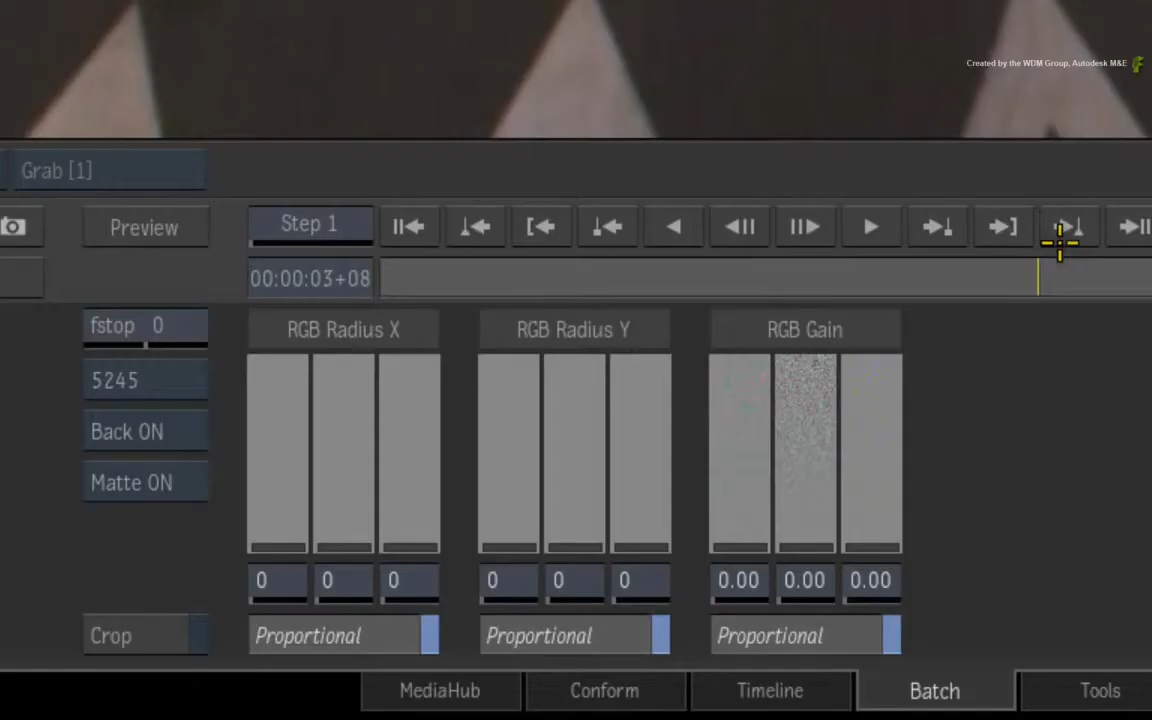 Created by the WDM Group, Autodesk M&E
Grab [1]
Preview
Step 1
00:00:03+08
fstop 0
RGB Radius X
RGB Radius Y
RGB Gain
5245
Back ON
Matte ON
0 0 0 0 0 0 0.00 0.00 0.00
Crop
Proportional
Proportional
Proportional
MediaHub
Conform
Timeline
Batch
Tools